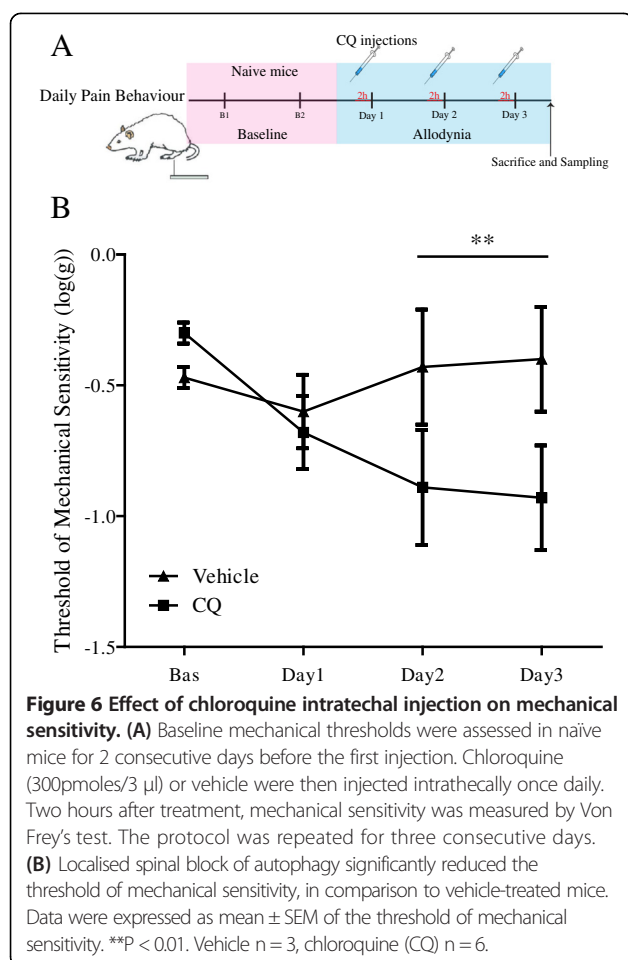 A
CQ injections
Naive mice
Daily Pain Behaviour
2h 2h 2h
B1 B2 Day 1 Day 2 Day 3
Baseline Allodynia
Sacrifice and Sampling
B
Threshold of Mechanical Sensitivity (log(g))
**
0.0
-0.5
-1.0
-1.5
Vehicle
CQ
Bas Day1 Day2 Day3
Figure 6 Effect of chloroquine intratechal injection on mechanical
sensitivity. (A) Baseline mechanical thresholds were assessed in naïve
mice for 2 consecutive days before the first injection. Chloroquine
(300pmoles/3 μl) or vehicle were then injected intrathecally once daily.
Two hours after treatment, mechanical sensitivity was measured by Von
Frey's test. The protocol was repeated for three consecutive days.
(B) Localised spinal block of autophagy significantly reduced the
threshold of mechanical sensitivity, in comparison to vehicle-treated mice.
Data were expressed as mean ± SEM of the threshold of mechanical
sensitivity. **P < 0.01. Vehicle n = 3, chloroquine (CQ) n = 6.